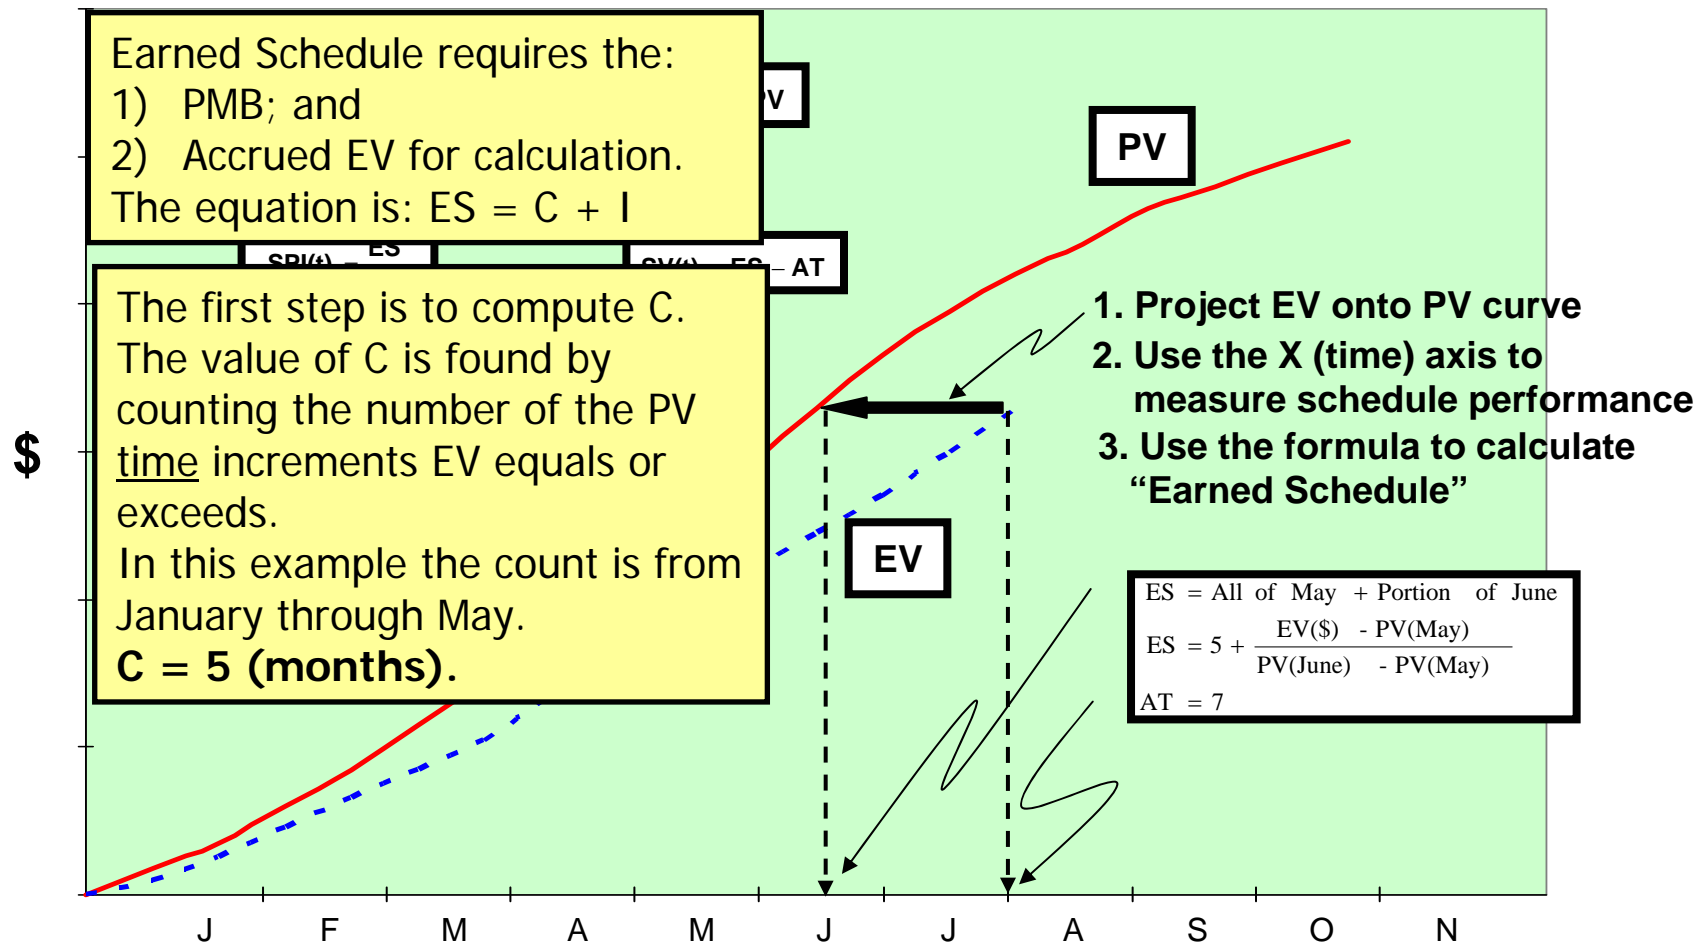 Earned Schedule requires the:
1) PMB; and
2) Accrued EV for calculation.
The equation is: ES = C + I
PV
PV
ES
SPI(t) =
SV(t) = ES – AT
The first step is to compute C.
The value of C is found by
counting the number of the PV
time increments EV equals or
exceeds.
In this example the count is from
January through May.
C = 5 (months).
1. Project EV onto PV curve
2. Use the X (time) axis to
measure schedule performance
3. Use the formula to calculate
“Earned Schedule”
$
EV
ES = All of May + Portion of June
ES = 5 + EV($) - PV(May)
PV(June) - PV(May)
AT = 7
J F M A M J J A S O N